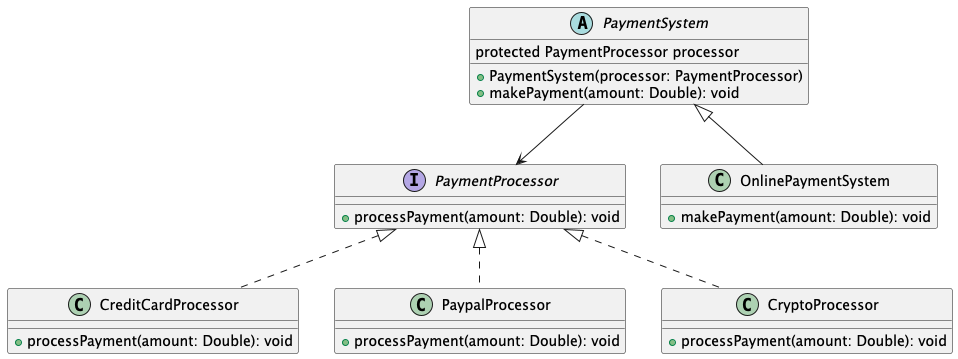 A PaymentSystem
protected PaymentProcessor processor
PaymentSystem(processor: PaymentProcessor)
makePayment(amount: Double): void
I PaymentProcessor
processPayment(amount: Double): void
C OnlinePaymentSystem
makePayment(amount: Double): void
C CreditCardProcessor
processPayment(amount: Double): void
C PaypalProcessor
processPayment(amount: Double): void
C CryptoProcessor
processPayment(amount: Double): void